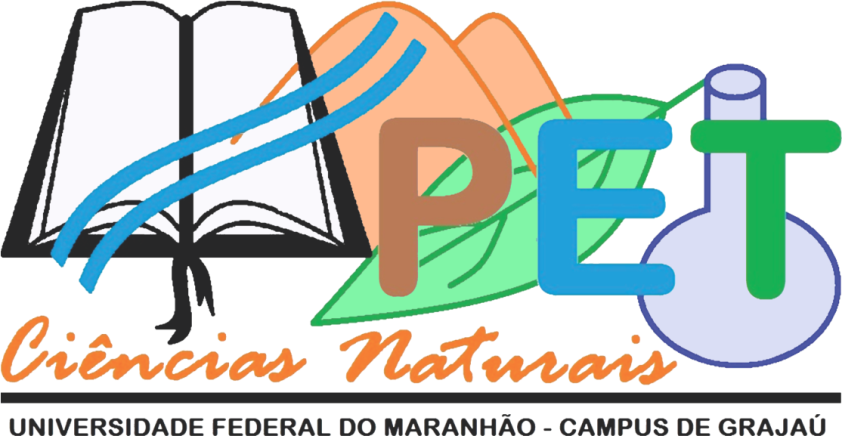 PET
Ciências Naturais
UNIVERSIDADE FEDERAL DO MARANHÃO - CAMPUS DE GRAJAÚ